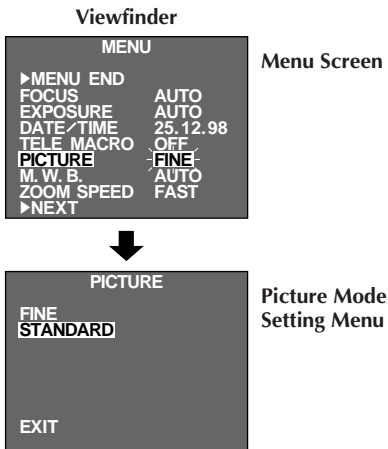 Viewfinder
MENU
Menu Screen
▶MENU END
FOCUS AUTO
EXPOSURE AUTO
DATE/TIME 25.12.98
TELE MACRO OFF
PICTURE FINE
M. W. B. AUTO
ZOOM SPEED FAST
▶NEXT
PICTURE
Picture Mode
Setting Menu
FINE
STANDARD
EXIT